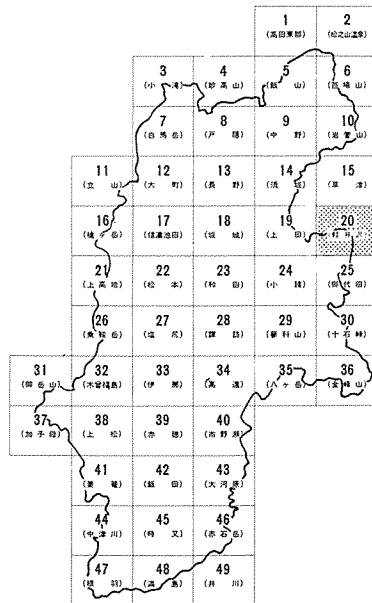 1 2
(高田東部) (松之山温泉)
3 4 5 6
(小滝) (妙高山) (飯山) (苗場山)
7 8 9 10
(白馬岳) (戸隠) (中野) (岩菅山)
11 12 13 14 15
(立山) (大町) (長野) (須坂) (草津)
16 17 18 19 20
(槍ヶ岳) (信濃池田) (坂城) (上田) (軽井沢)
21 22 23 24 25
(上高地) (松本) (和田) (小諸) (御代田)
26 27 28 29 30
(乗鞍岳) (塩尻) (諏訪) (蓼科山) (十石峠)
31 32 33 34 35 36
(御岳山) (木曽福島) (伊那) (高遠) (八ヶ岳) (金峰山)
37 38 39 40
(加子母) (上松) (赤穂) (市野瀬)
41 42 43
(妻籠) (飯田) (大河原)
44 45 46
(中津川) (時又) (赤石岳)
47 48 49
(根羽) (満島) (井川)